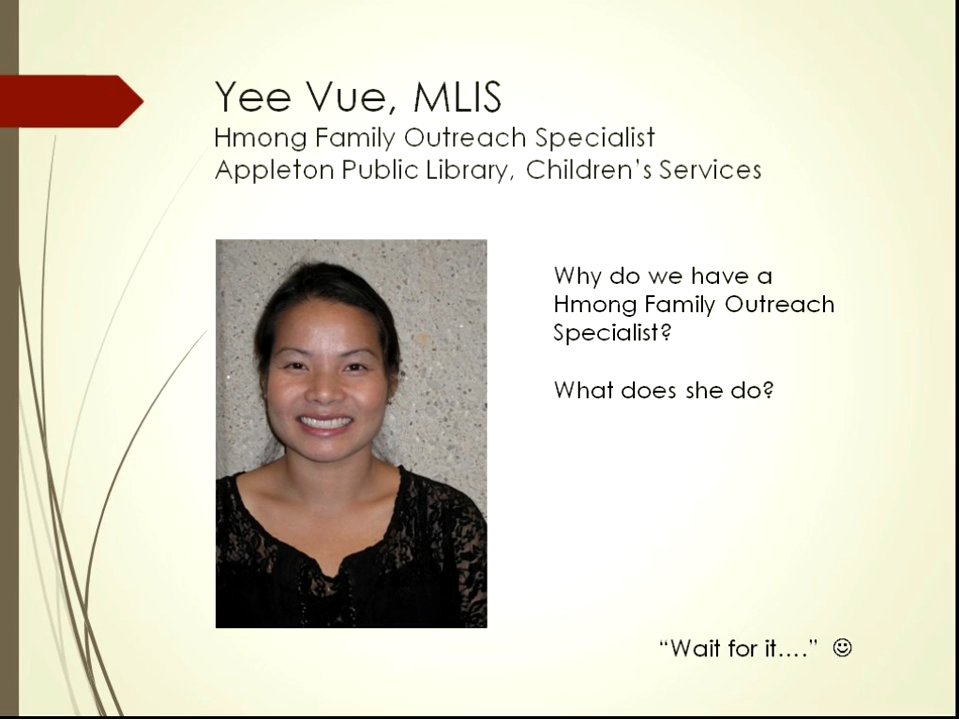 Yee Vue, MLIS
Hmong Family Outreach Specialist
Appleton Public Library, Children's Services
Why do we have a
Hmong Family Outreach
Specialist?
What does she do?
“Wait for it....” ☺